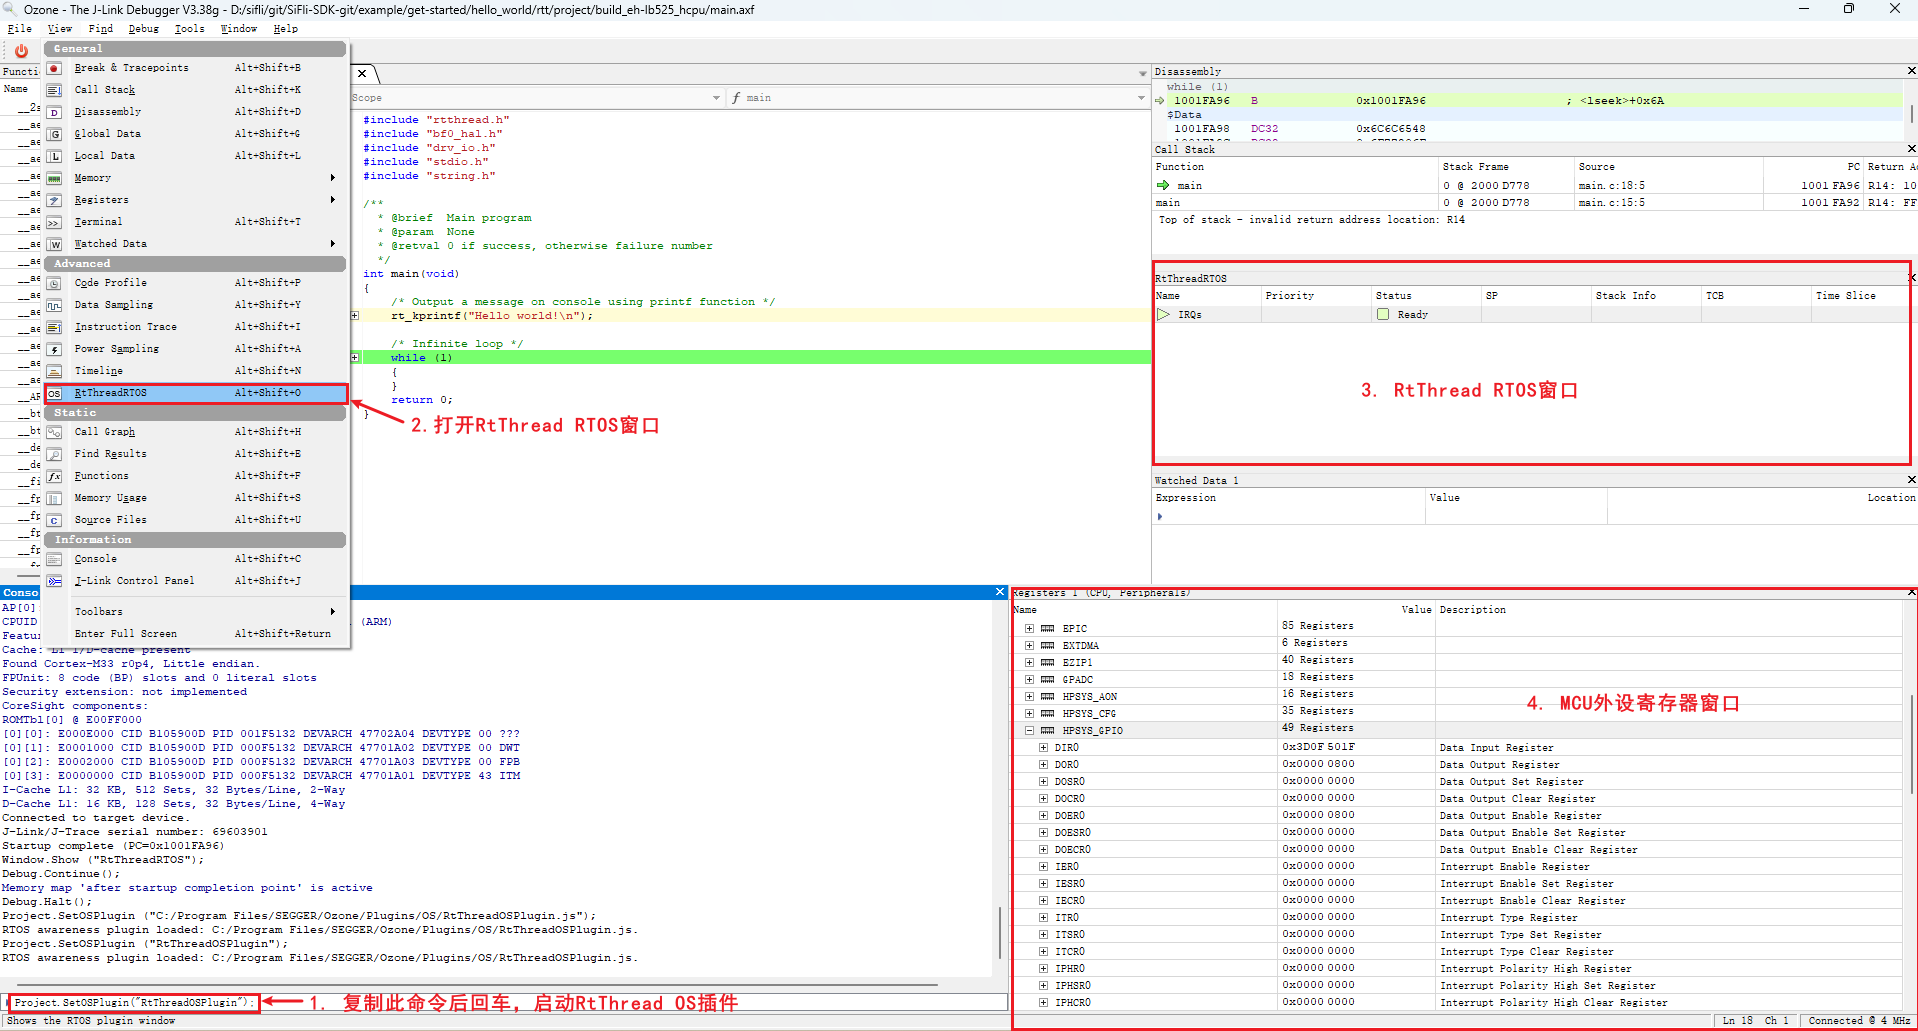 Ozone - The J-Link Debugger V3.38g - D:/sifli/git/SiFli-SDK-git/example/get-started/hello_world/rtt/project/build_eh-lb525_hcpu/main.axf
File View Find Debug Tools Window Help
General
Break & Tracepoints Alt+Shift+B
Call Stack Alt+Shift+K
Disassembly Alt+Shift+D
Global Data Alt+Shift+G
Local Data Alt+Shift+L
Memory
Registers
Terminal Alt+Shift+T
Watched Data
Advanced
Code Profile Alt+Shift+P
Data Sampling Alt+Shift+Y
Instruction Trace Alt+Shift+I
Power Sampling Alt+Shift+A
Timeline Alt+Shift+N
RtThreadRTOS Alt+Shift+O
Static
Call Graph Alt+Shift+H
Find Results Alt+Shift+E
Functions Alt+Shift+F
Memory Usage Alt+Shift+S
Source Files Alt+Shift+U
Information
Console Alt+Shift+C
J-Link Control Panel Alt+Shift+J
Toolbars
Enter Full Screen Alt+Shift+Return
Functi
Name
Scope
main
#include "rtthread.h"
#include "bf0_hal.h"
#include "drv_io.h"
#include "stdio.h"
#include "string.h"
/**
* @brief Main program
* @param None
* @retval 0 if success, otherwise failure number
*/
int main(void)
{
/* Output a message on console using printf function */
rt_kprintf("Hello world!\n");
/* Infinite loop */
while (1)
{
}
return 0;
}
2.打开RtThread RTOS窗口
Disassembly
while (1)
1001FA96 B 0x1001FA96 ; <lseek>+0x6A
$Data
1001FA98 DC32 0x6C6C6548
Call Stack
Function Stack Frame Source PC Return A
main 0 @ 2000 D778 main.c:18:5 1001 FA96 R14: 10
main 0 @ 2000 D778 main.c:15:5 1001 FA92 R14: FF
Top of stack - invalid return address location: R14
RtThreadRTOS
Name Priority Status SP Stack Info TCB Time Slice
IRQs Ready
3. RtThread RTOS窗口
Watched Data 1
Expression Value Location
Conso
AP[0]
CPUID
(ARM)
Featu
Cache: L1 I/D-cache present
Found Cortex-M33 r0p4, Little endian.
FPUnit: 8 code (BP) slots and 0 literal slots
Security extension: not implemented
CoreSight components:
ROMTbl[0] @ E00FF000
[0][0]: E000E000 CID B105900D PID 001F5132 DEVARCH 47702A04 DEVTYPE 00 ???
[0][1]: E0001000 CID B105900D PID 000F5132 DEVARCH 47701A02 DEVTYPE 00 DWT
[0][2]: E0002000 CID B105900D PID 000F5132 DEVARCH 47701A03 DEVTYPE 00 FPB
[0][3]: E0000000 CID B105900D PID 000F5132 DEVARCH 47701A01 DEVTYPE 43 ITM
I-Cache L1: 32 KB, 512 Sets, 32 Bytes/Line, 2-Way
D-Cache L1: 16 KB, 128 Sets, 32 Bytes/Line, 4-Way
Connected to target device.
J-Link/J-Trace serial number: 69603901
Startup complete (PC=0x1001FA96)
Window.Show ("RtThreadRTOS");
Debug.Continue();
Memory map 'after startup completion point' is active
Debug.Halt();
Project.SetOSPlugin ("C:/Program Files/SEGGER/Ozone/Plugins/OS/RtThreadOSPlugin.js");
RTOS awareness plugin loaded: C:/Program Files/SEGGER/Ozone/Plugins/OS/RtThreadOSPlugin.js.
Project.SetOSPlugin ("RtThreadOSPlugin");
RTOS awareness plugin loaded: C:/Program Files/SEGGER/Ozone/Plugins/OS/RtThreadOSPlugin.js.
Project.SetOSPlugin("RtThreadOSPlugin");
1. 复制此命令后回车，启动RtThread OS插件
Shows the RTOS plugin window
Registers 1 (CPU, Peripherals)
Name Value Description
EPIC 85 Registers
EXTDMA 6 Registers
EZIP1 40 Registers
GPADC 18 Registers
HPSYS_AON 16 Registers
HPSYS_CFG 35 Registers
HPSYS_GPIO 49 Registers
4. MCU外设寄存器窗口
DIR0 0x3D0F 501F Data Input Register
DOR0 0x0000 0800 Data Output Register
DOSR0 0x0000 0000 Data Output Set Register
DOCR0 0x0000 0000 Data Output Clear Register
DOER0 0x0000 0800 Data Output Enable Register
DOESR0 0x0000 0000 Data Output Enable Set Register
DOECR0 0x0000 0000 Data Output Enable Clear Register
IER0 0x0000 0000 Interrupt Enable Register
IESR0 0x0000 0000 Interrupt Enable Set Register
IECR0 0x0000 0000 Interrupt Enable Clear Register
ITR0 0x0000 0000 Interrupt Type Register
ITSR0 0x0000 0000 Interrupt Type Set Register
ITCR0 0x0000 0000 Interrupt Type Clear Register
IPHR0 0x0000 0000 Interrupt Polarity High Register
IPHSR0 0x0000 0000 Interrupt Polarity High Set Register
IPHCR0 0x0000 0000 Interrupt Polarity High Clear Register
Ln 18 Ch 1 Connected @ 4 MHz